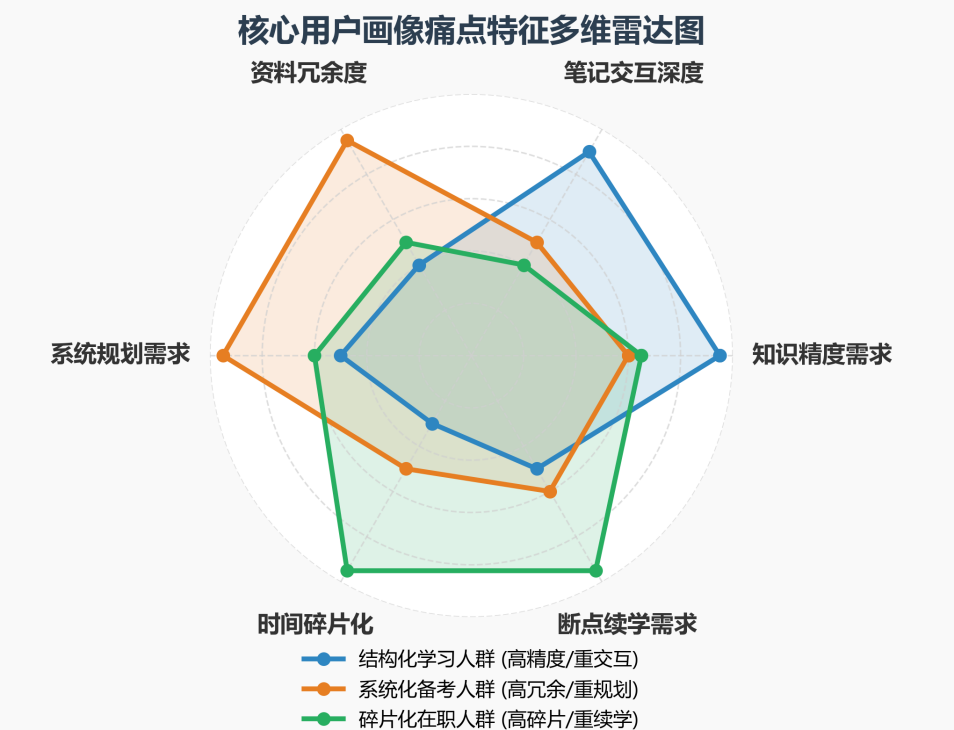 核心用户画像痛点特征多维雷达图
资料冗余度
笔记交互深度
系统规划需求
知识精度需求
时间碎片化
断点续学需求
结构化学习人群 (高精度/重交互)
系统化备考人群 (高冗余/重规划)
碎片化在职人群 (高碎片/重续学)